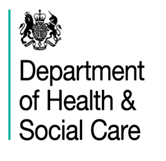 Department
of Health &
Social Care